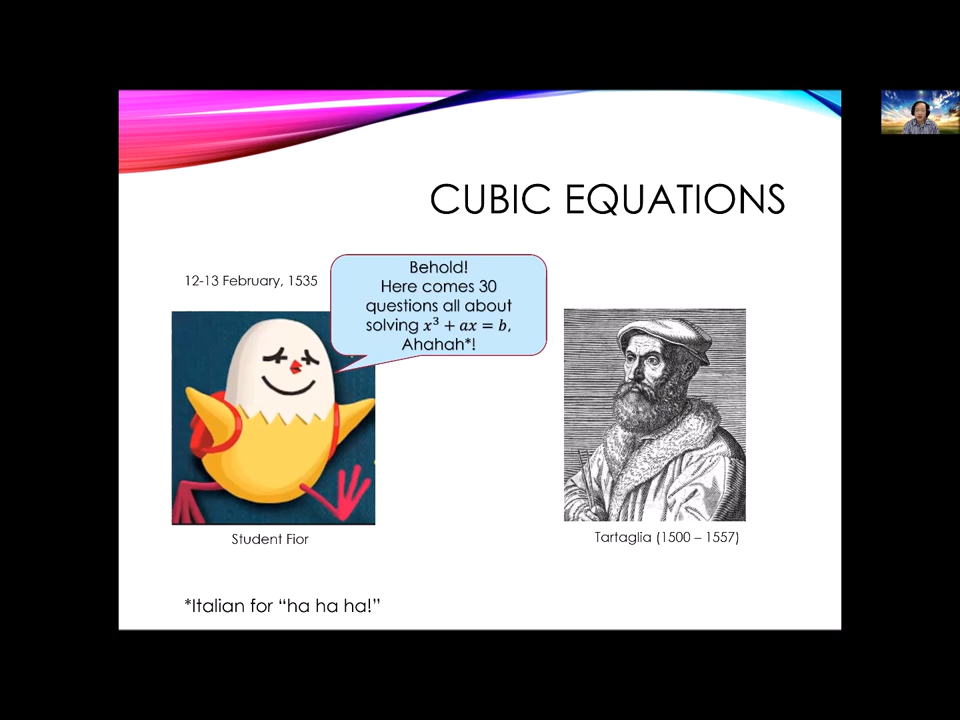 CUBIC EQUATIONS
12-13 February, 1535
Behold!
Here comes 30
questions all about
solving x³ + ax = b,
Ahahah*!
Student Fior
Tartaglia (1500 – 1557)
*Italian for “ha ha ha!”